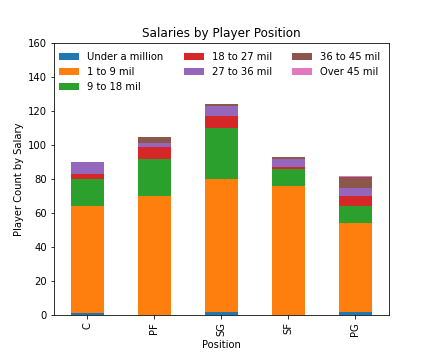 Salaries by Player Position
Under a million
1 to 9 mil
9 to 18 mil
18 to 27 mil
27 to 36 mil
36 to 45 mil
Over 45 mil
Player Count by Salary
160
140
120
100
80
60
40
20
0
C
PF
SG
SF
PG
Position